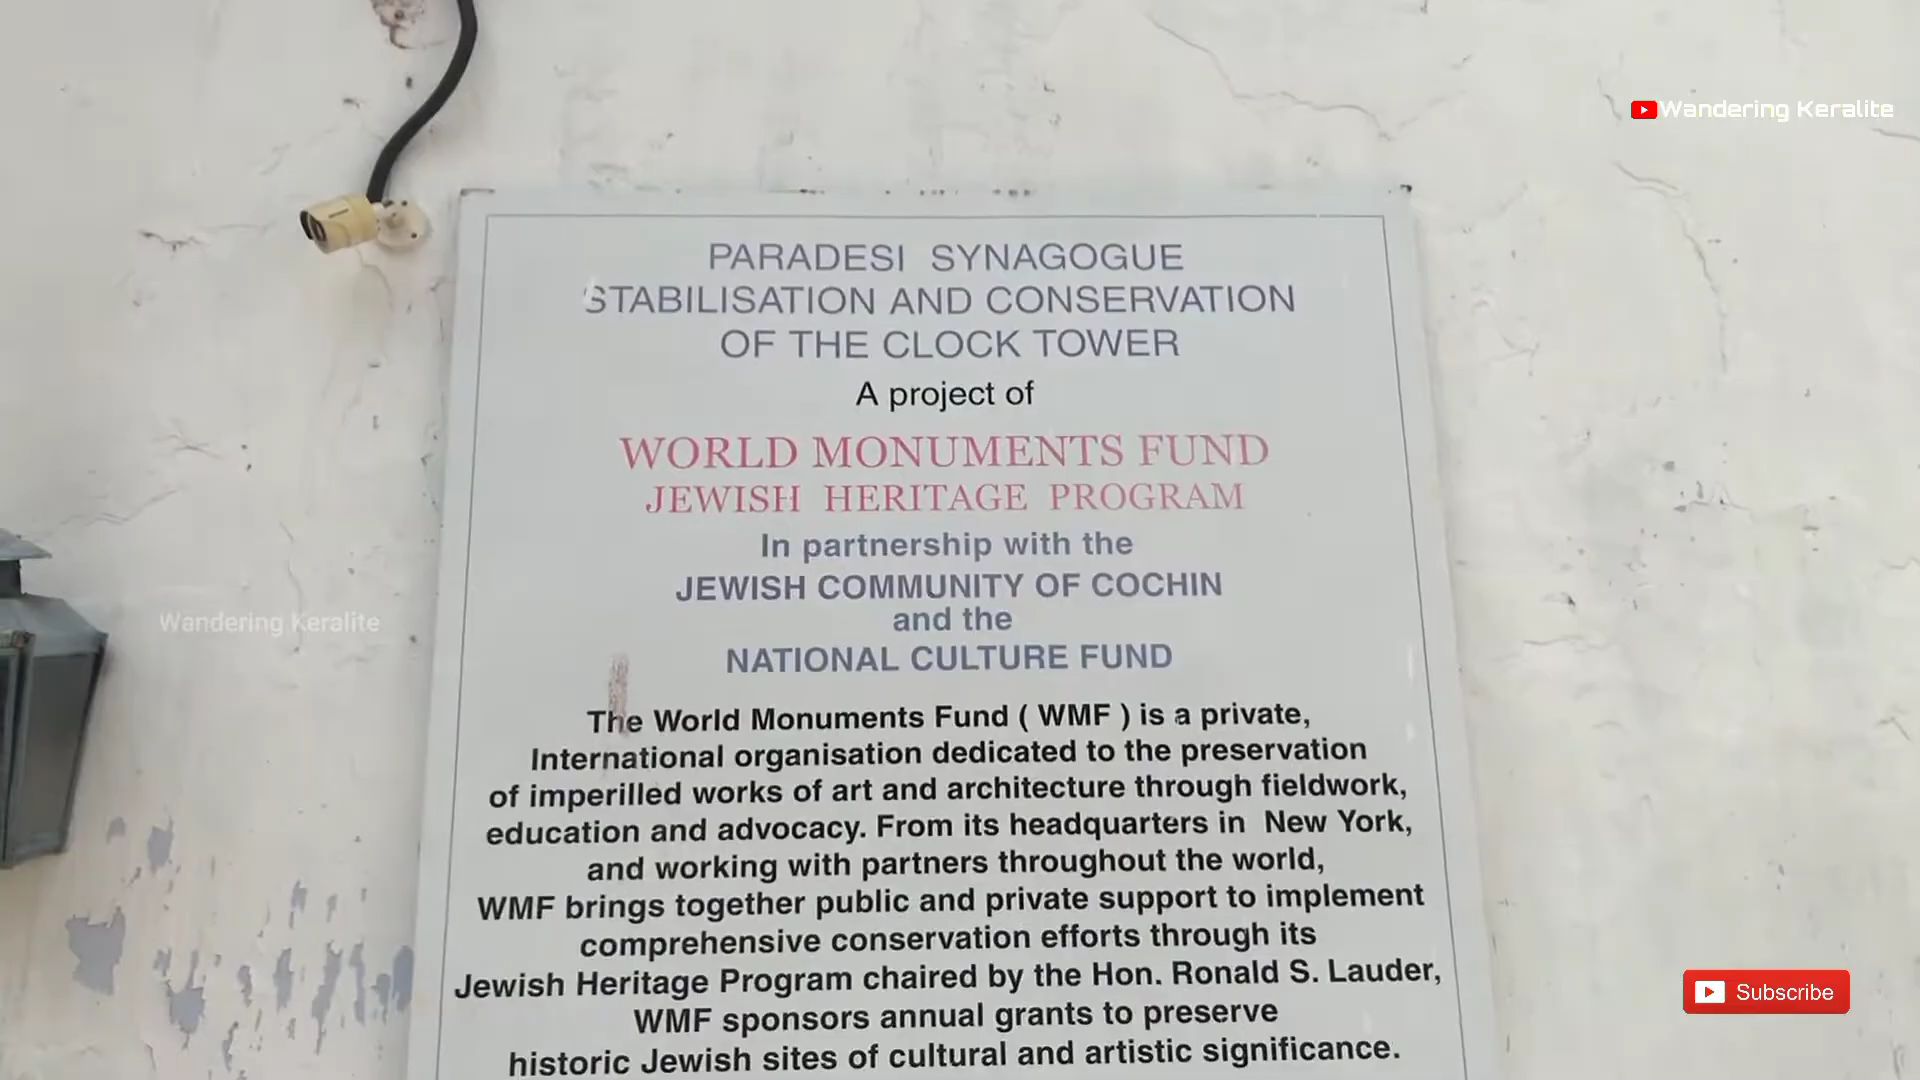 Wandering Keralite
PARADESI SYNAGOGUE
STABILISATION AND CONSERVATION
OF THE CLOCK TOWER
A project of
WORLD MONUMENTS FUND
JEWISH HERITAGE PROGRAM
In partnership with the
JEWISH COMMUNITY OF COCHIN
and the
Wandering Keralite
NATIONAL CULTURE FUND
The World Monuments Fund ( WMF ) is a private,
International organisation dedicated to the preservation
of imperilled works of art and architecture through fieldwork,
education and advocacy. From its headquarters in New York,
and working with partners throughout the world,
WMF brings together public and private support to implement
comprehensive conservation efforts through its
Jewish Heritage Program chaired by the Hon. Ronald S. Lauder,
WMF sponsors annual grants to preserve
historic Jewish sites of cultural and artistic significance.
Subscribe